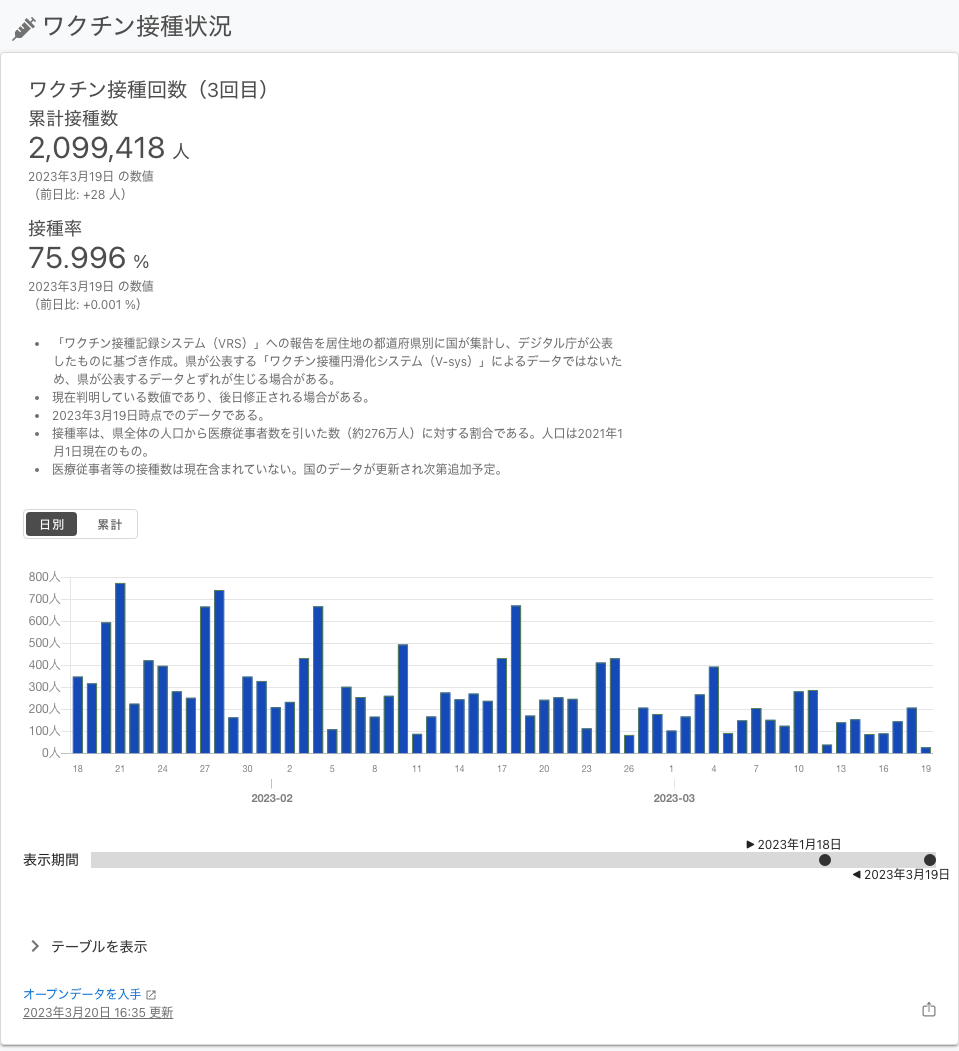 ワクチン接種状況
ワクチン接種回数（3回目）
累計接種数
2,099,418 人
2023年3月19日 の数値
（前日比: +28 人）
接種率
75.996 %
2023年3月19日 の数値
（前日比: +0.001 %）
• 「ワクチン接種記録システム（VRS）」への報告を居住地の都道府県別に国が集計し、デジタル庁が公表
したものに基づき作成。県が公表する「ワクチン接種円滑化システム（V-sys）」によるデータではないた
め、県が公表するデータとずれが生じる場合がある。
• 現在判明している数値であり、後日修正される場合がある。
• 2023年3月19日時点でのデータである。
• 接種率は、県全体の人口から医療従事者数を引いた数（約276万人）に対する割合である。人口は2021年1
月1日現在のもの。
• 医療従事者等の接種数は現在含まれていない。国のデータが更新され次第追加予定。
日別 累計
800人
700人
600人
500人
400人
300人
200人
100人
0人
18 21 24 27 30 2 5 8 11 14 17 20 23 26 1 4 7 10 13 16 19
2023-02 2023-03
▶ 2023年1月18日
表示期間
◀ 2023年3月19日
テーブルを表示
オープンデータを入手
2023年3月20日 16:35 更新